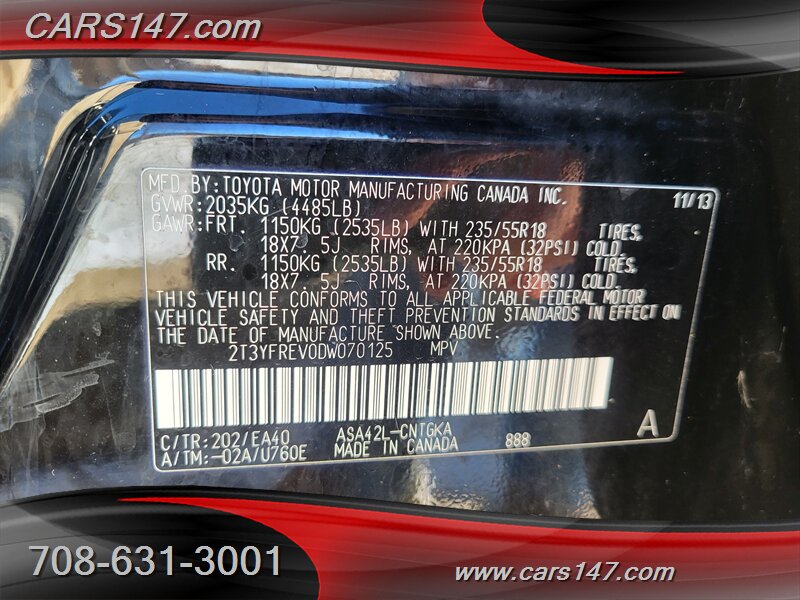 CARS147.com
MFD.BY:TOYOTA MOTOR MANUFACTURING CANADA INC. 11/13
GVWR:2035KG (4485LB)
GAWR:FRT. 1150KG (2535LB) WITH 235/55R18 TIRES,
18X7. 5J RIMS, AT 220KPA (32PSI) COLD.
RR. 1150KG (2535LB) WITH 235/55R18 TIRES,
18X7. 5J RIMS, AT 220KPA (32PSI) COLD.
THIS VEHICLE CONFORMS TO ALL APPLICABLE FEDERAL MOTOR
VEHICLE SAFETY AND THEFT PREVENTION STANDARDS IN EFFECT ON
THE DATE OF MANUFACTURE SHOWN ABOVE.
2T3YFREV0DW070125 MPV
A
C/TR:202/EA40 ASA42L-CNTGKA
A/TM:-02A/U760E MADE IN CANADA 888
708-631-3001
www.cars147.com